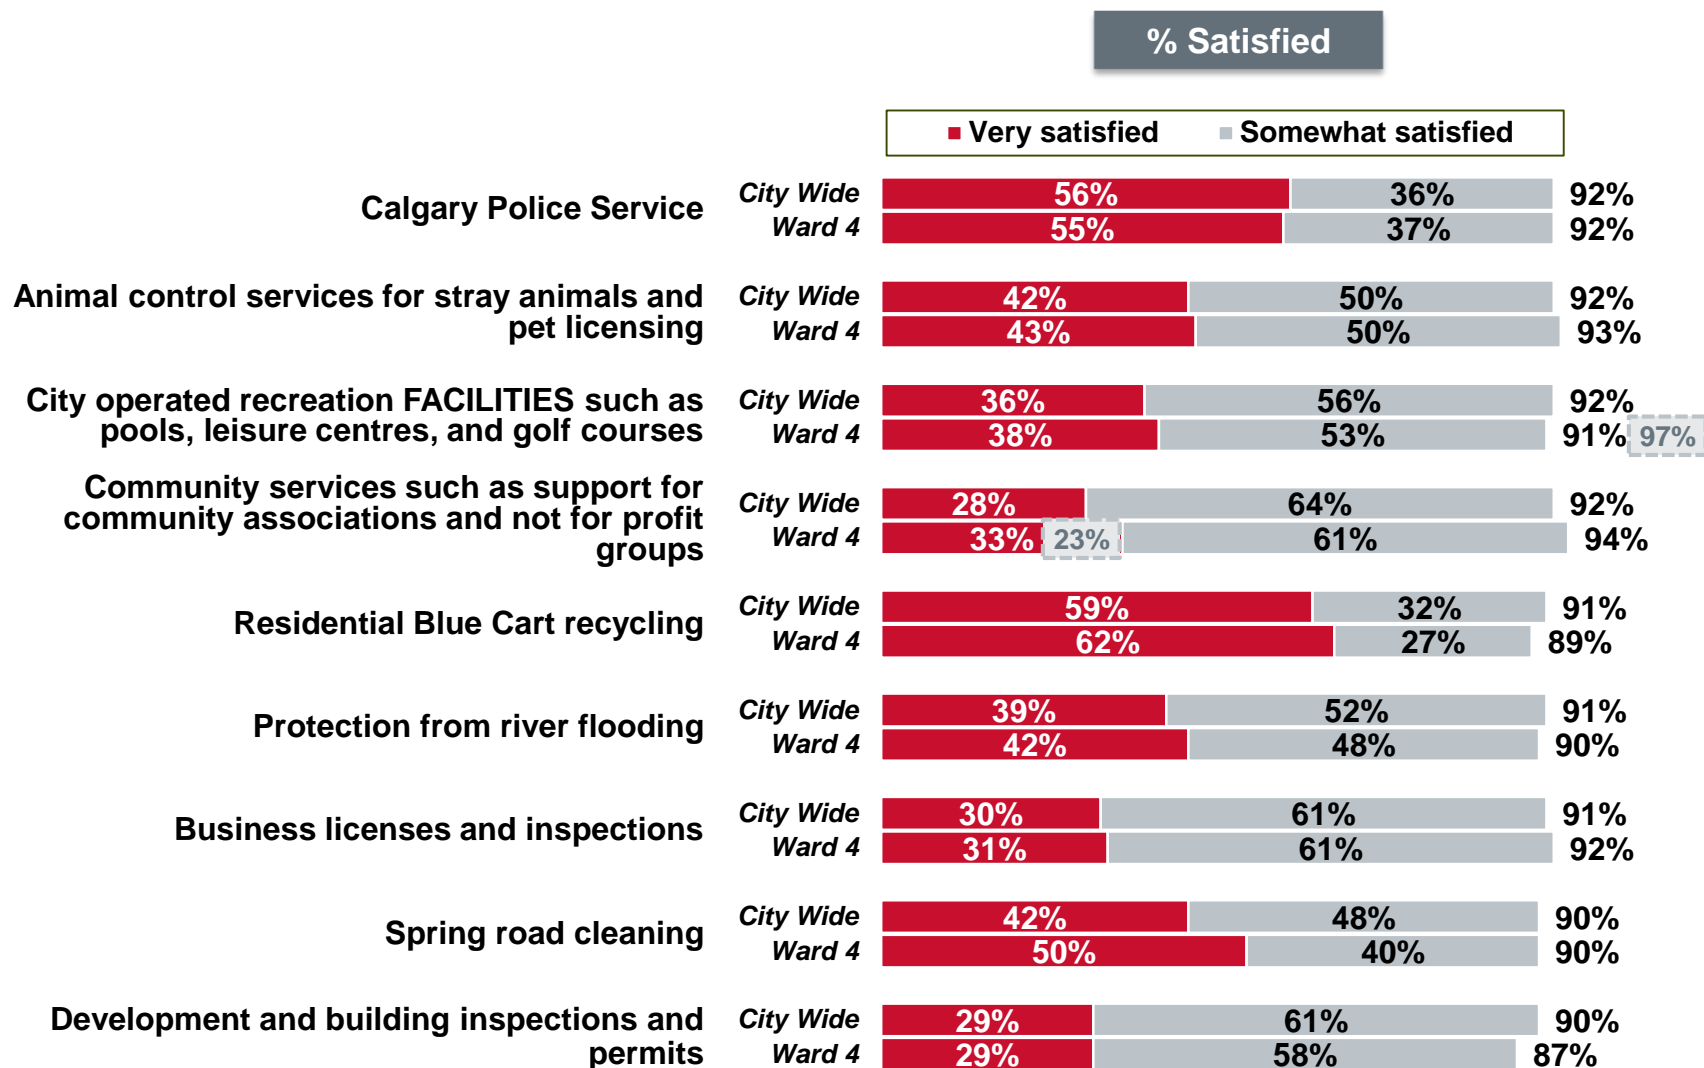 % Satisfied
Very satisfied Somewhat satisfied
Calgary Police Service
City Wide 56% 36% 92%
Ward 4 55% 37% 92%
Animal control services for stray animals and
pet licensing
City Wide 42% 50% 92%
Ward 4 43% 50% 93%
City operated recreation FACILITIES such as
pools, leisure centres, and golf courses
City Wide 36% 56% 92%
Ward 4 38% 53% 91% 97%
Community services such as support for
community associations and not for profit
groups
City Wide 28% 64% 92%
Ward 4 33% 23% 61% 94%
Residential Blue Cart recycling
City Wide 59% 32% 91%
Ward 4 62% 27% 89%
Protection from river flooding
City Wide 39% 52% 91%
Ward 4 42% 48% 90%
Business licenses and inspections
City Wide 30% 61% 91%
Ward 4 31% 61% 92%
Spring road cleaning
City Wide 42% 48% 90%
Ward 4 50% 40% 90%
Development and building inspections and
permits
City Wide 29% 61% 90%
Ward 4 29% 58% 87%